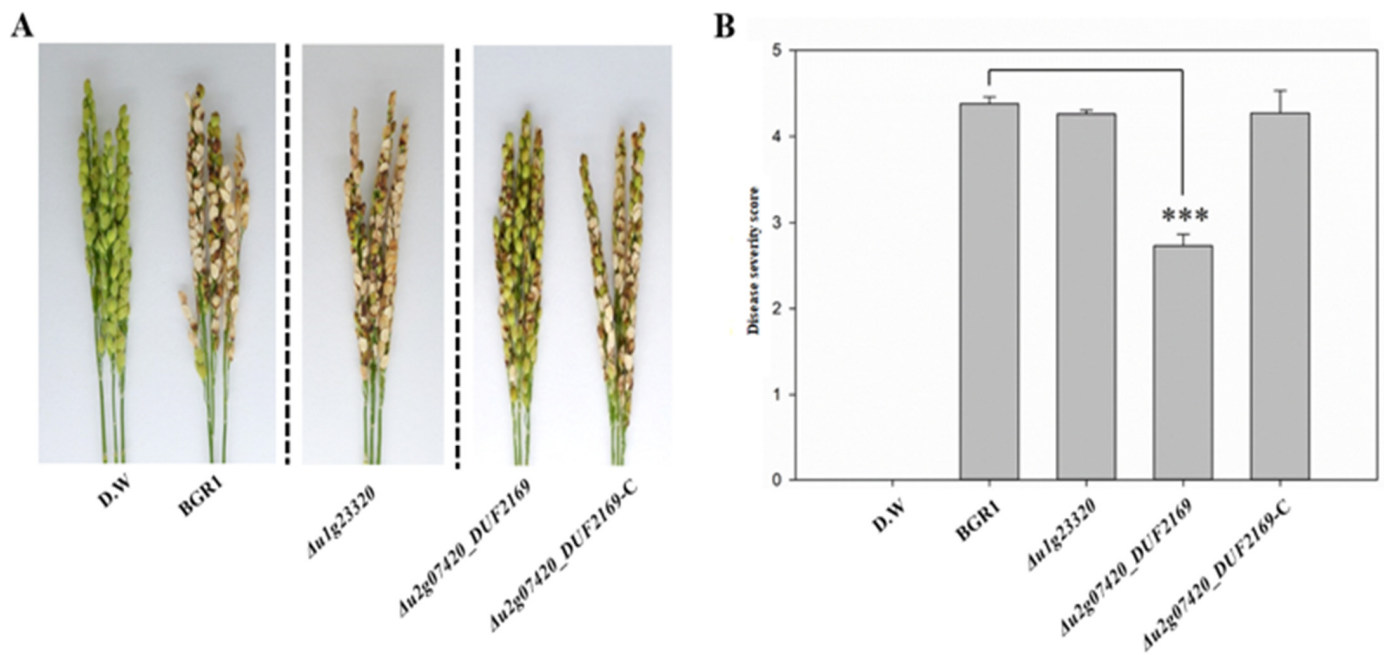 A
D.W
BGR1
Δu1g23320
Δu2g07420_DUF2169
Δu2g07420_DUF2169-C
B
5
4
3
2
1
0
Disease severity score
***
D.W
BGR1
Δu1g23320
Δu2g07420_DUF2169
Δu2g07420_DUF2169-C